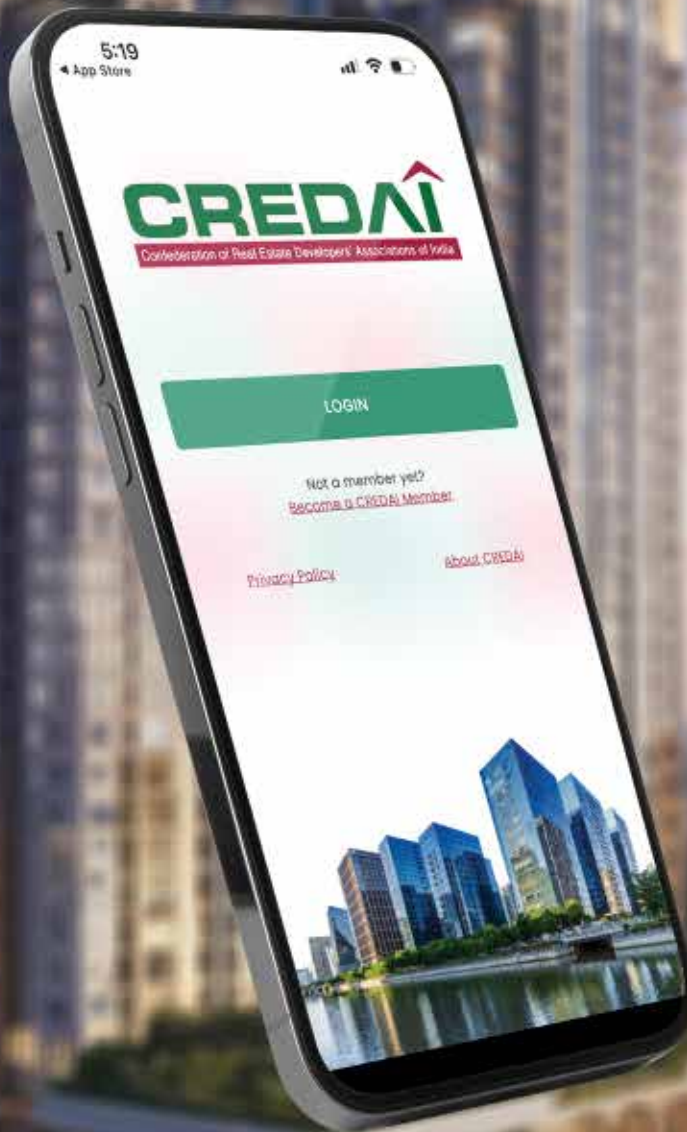 5:19
◀ App Store
CREDAI
Confederation of Real Estate Developers' Associations of India
LOGIN
Not a member yet?
Become a CREDAI Member
Privacy Policy
About CREDAI